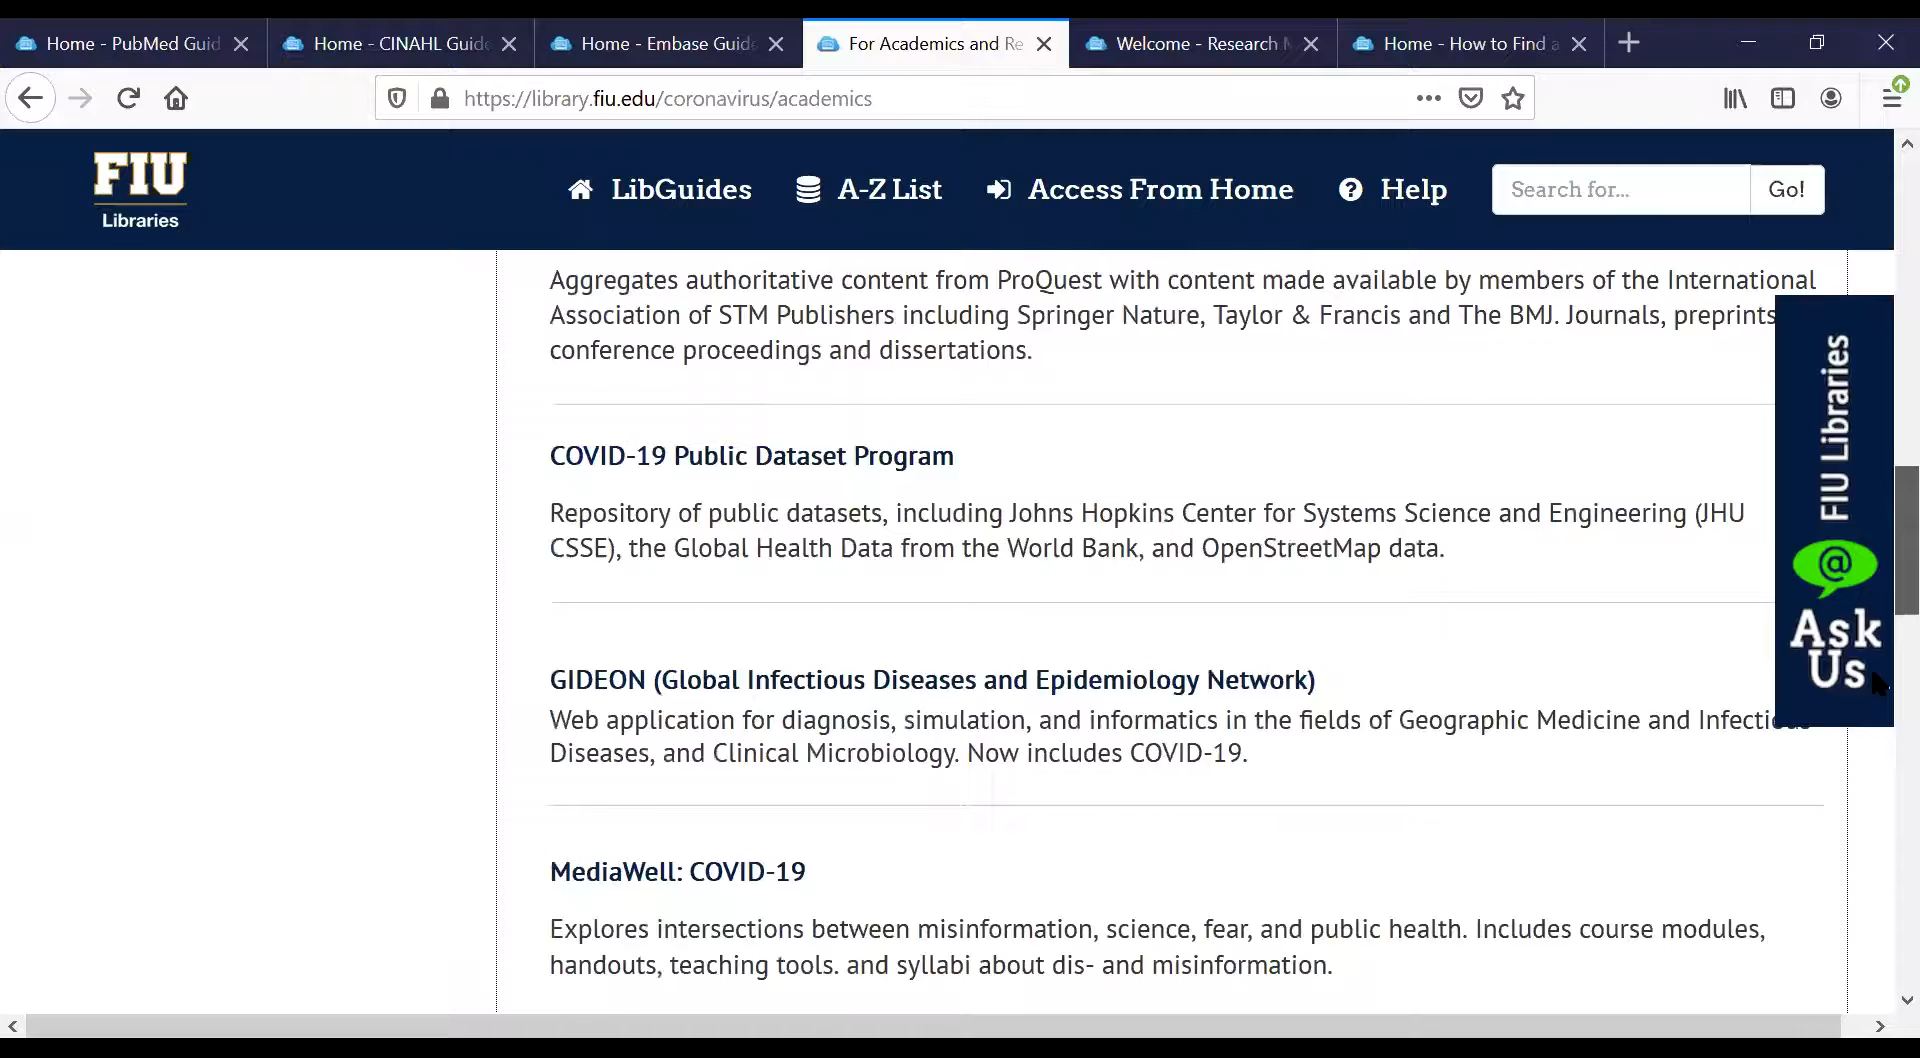 Home - PubMed Guid
Home - CINAHL Guide
Home - Embase Guide
For Academics and Re
Welcome - Research M
Home - How to Find a
https://library.fiu.edu/coronavirus/academics
FIU
Libraries
LibGuides
A-Z List
Access From Home
Help
Search for...
Go!
Aggregates authoritative content from ProQuest with content made available by members of the International
Association of STM Publishers including Springer Nature, Taylor & Francis and The BMJ. Journals, preprints
conference proceedings and dissertations.
COVID-19 Public Dataset Program
Repository of public datasets, including Johns Hopkins Center for Systems Science and Engineering (JHU
CSSE), the Global Health Data from the World Bank, and OpenStreetMap data.
GIDEON (Global Infectious Diseases and Epidemiology Network)
Web application for diagnosis, simulation, and informatics in the fields of Geographic Medicine and Infectious
Diseases, and Clinical Microbiology. Now includes COVID-19.
MediaWell: COVID-19
Explores intersections between misinformation, science, fear, and public health. Includes course modules,
handouts, teaching tools. and syllabi about dis- and misinformation.
FIU Libraries
@
Ask
Us